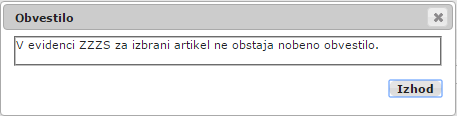 Obvestilo
V evidenci ZZZS za izbrani artikel ne obstaja nobeno obvestilo.
Izhod